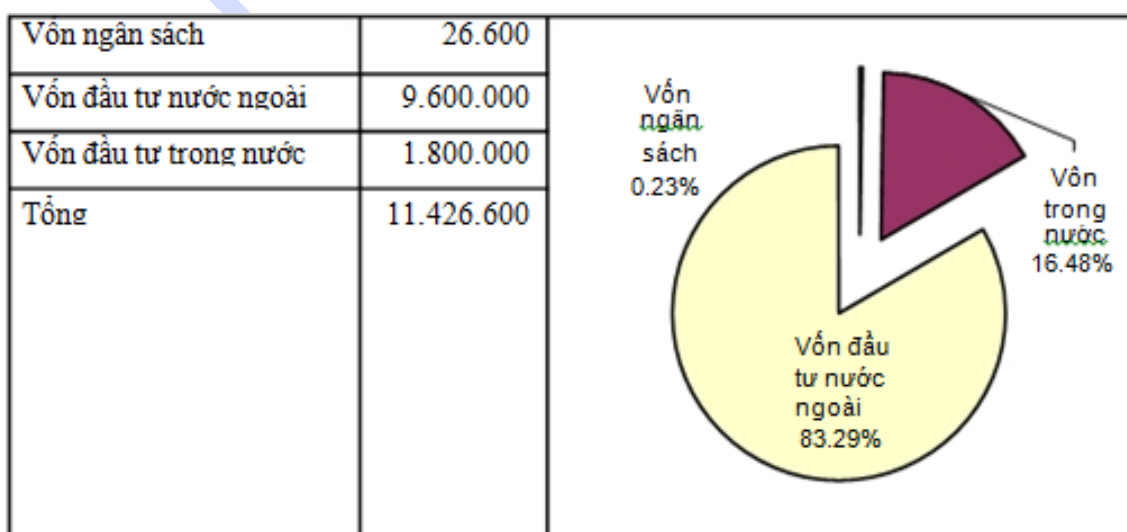 Vốn ngân sách 26.600
Vốn đầu tư nước ngoài 9.600.000
Vốn đầu tư trong nước 1.800.000
Tổng 11.426.600
Vốn
ngân
sách
0.23%
Vôn
trong
nước
16.48%
Vốn đầu
tư nước
ngoài
83.29%